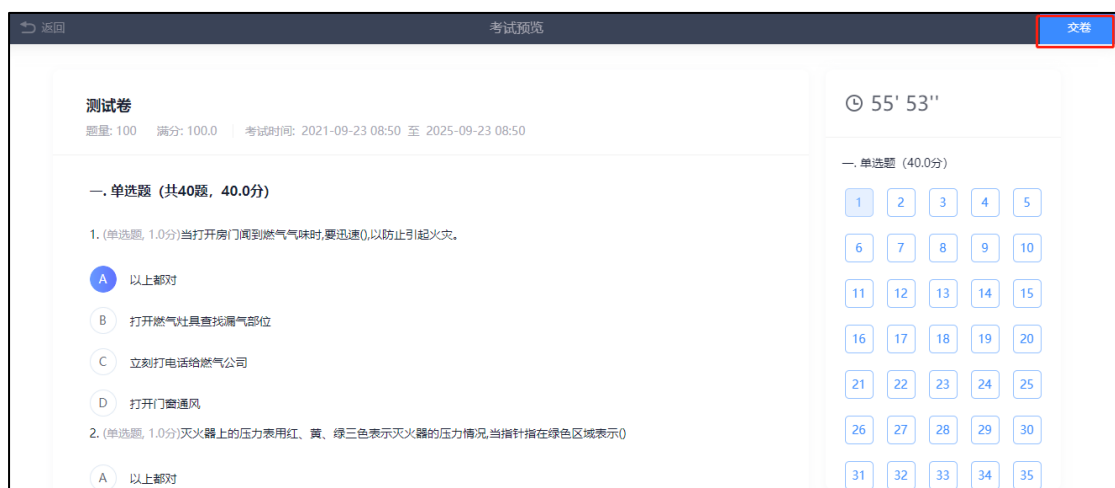 返回 考试预览 交卷
测试卷
题量: 100 满分: 100.0 考试时间: 2021-09-23 08:50 至 2025-09-23 08:50
55' 53''
一. 单选题（40.0分）
一. 单选题（共40题，40.0分）
1 2 3 4 5
1. (单选题, 1.0分)当打开房门闻到燃气气味时,要迅速(),以防止引起火灾。
6 7 8 9 10
A 以上都对
11 12 13 14 15
B 打开燃气灶具查找漏气部位
16 17 18 19 20
C 立刻打电话给燃气公司
21 22 23 24 25
D 打开门窗通风
26 27 28 29 30
2. (单选题, 1.0分)灭火器上的压力表用红、黄、绿三色表示灭火器的压力情况,当指针指在绿色区域表示()
31 32 33 34 35
A 以上都对